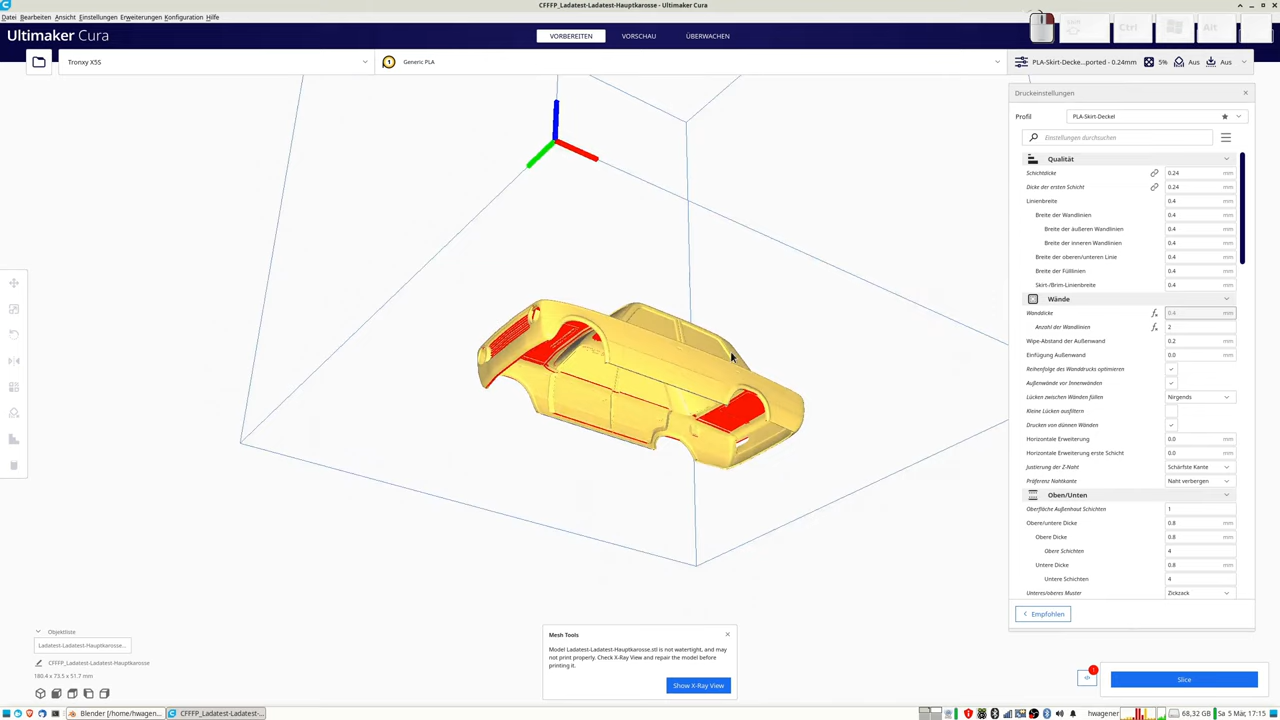 CFFFP_Ladatest-Ladatest-Hauptkarosse - Ultimaker Cura
Datei Bearbeiten Ansicht Einstellungen Erweiterungen Konfiguration Hilfe
Ultimaker Cura
VORBEREITEN
VORSCHAU
ÜBERWACHEN
Ctrl
Alt
Tronxy X5S
1
Generic PLA
PLA-Skirt-Decke...ported - 0.24mm
5%
Aus
Aus
Druckeinstellungen
Profil
PLA-Skirt-Deckel
Einstellungen durchsuchen
Qualität
Schichtdicke 0.24 mm
Dicke der ersten Schicht 0.24 mm
Linienbreite 0.4 mm
Breite der Wandlinien 0.4 mm
Breite der äußeren Wandlinien 0.4 mm
Breite der inneren Wandlinien 0.4 mm
Breite der oberen/unteren Linie 0.4 mm
Breite der Fülllinien 0.4 mm
Skirt-/Brim-Linienbreite 0.4 mm
Wände
Wanddicke 0.4 mm
Anzahl der Wandlinien 2
Wipe-Abstand der Außenwand 0.2 mm
Einfügung Außenwand 0.0 mm
Reihenfolge des Wanddrucks optimieren
Außenwände vor Innenwänden
Lücken zwischen Wänden füllen Nirgends
Kleine Lücken ausfiltern
Drucken von dünnen Wänden
Horizontale Erweiterung 0.0 mm
Horizontale Erweiterung erste Schicht 0.0 mm
Justierung der Z-Naht Schärfste Kante
Präferenz Nahtkante Naht verbergen
Oben/Unten
Oberfläche Außenhaut Schichten 1
Obere/untere Dicke 0.8 mm
Obere Dicke 0.8 mm
Obere Schichten 4
Untere Dicke 0.8 mm
Untere Schichten 4
Unteres/oberes Muster Zickzack
Empfohlen
Objektliste
Ladatest-Ladatest-Hauptkarosse...
CFFFP_Ladatest-Ladatest-Hauptkarosse
180.4 x 73.5 x 51.7 mm
Mesh Tools
Model Ladatest-Ladatest-Hauptkarosse.stl is not watertight, and may
not print properly. Check X-Ray View and repair the model before
printing it.
Show X-Ray View
1
Slice
Blender [/home/hwagen...
CFFFP_Ladatest-Ladatest-...
hwagener
68,32 GB
Sa 5 Mär, 17:15